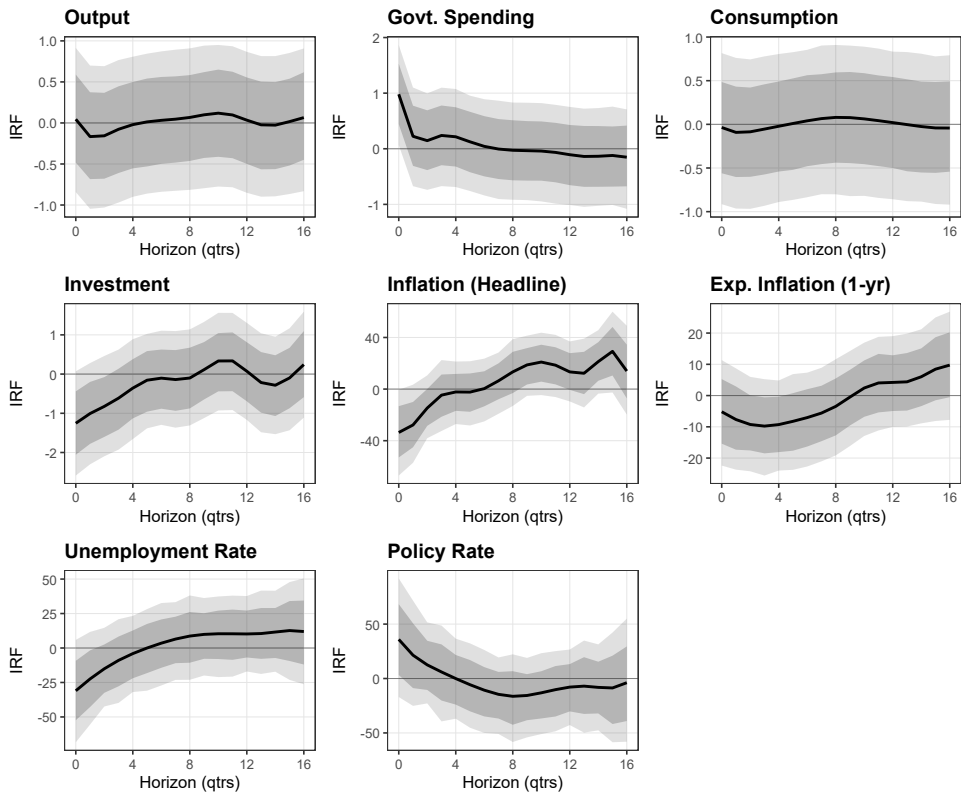 Output
1.0
0.5
0.0
-0.5
-1.0
IRF
0 4 8 12 16
Horizon (qtrs)
Govt. Spending
2
1
0
-1
IRF
0 4 8 12 16
Horizon (qtrs)
Consumption
1.0
0.5
0.0
-0.5
-1.0
IRF
0 4 8 12 16
Horizon (qtrs)
Investment
1
0
-1
-2
IRF
0 4 8 12 16
Horizon (qtrs)
Inflation (Headline)
40
0
-40
IRF
0 4 8 12 16
Horizon (qtrs)
Exp. Inflation (1-yr)
20
10
0
-10
-20
IRF
0 4 8 12 16
Horizon (qtrs)
Unemployment Rate
50
25
0
-25
-50
IRF
0 4 8 12 16
Horizon (qtrs)
Policy Rate
50
0
-50
IRF
0 4 8 12 16
Horizon (qtrs)